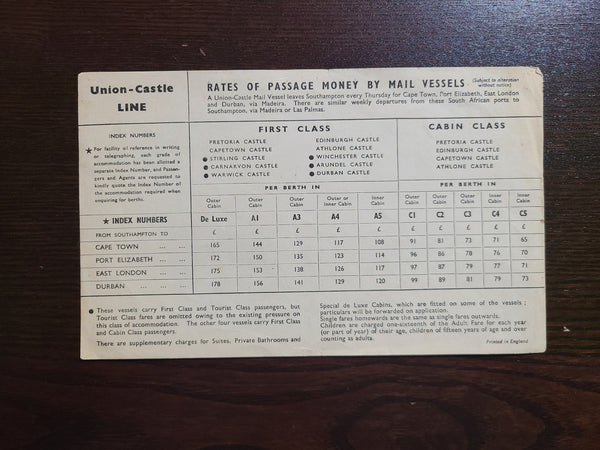 Union-Castle
LINE
RATES OF PASSAGE MONEY BY MAIL VESSELS (Subject to alteration without notice)
A Union-Castle Mail Vessel leaves Southampton every Thursday for Cape Town, Port Elizabeth, East London
and Durban, via Madeira. There are similar weekly departures from these South African ports to
Southampton, via Madeira or Las Palmas.
INDEX NUMBERS
★ For facility of reference in writing
or telegraphing, each grade of
accommodation has been allotted a
separate Index Number, and Passen-
gers and Agents are requested to
kindly quote the Index Number of
the accommodation required when
enquiring for berths.
FIRST CLASS
PRETORIA CASTLE EDINBURGH CASTLE
CAPETOWN CASTLE ATHLONE CASTLE
● STIRLING CASTLE ● WINCHESTER CASTLE
● CARNARVON CASTLE ● ARUNDEL CASTLE
● WARWICK CASTLE ● DURBAN CASTLE
CABIN CLASS
PRETORIA CASTLE
EDINBURGH CASTLE
CAPETOWN CASTLE
ATHLONE CASTLE
PER BERTH IN PER BERTH IN
Outer Cabin Outer Cabin Outer Cabin Outer or Inner Cabin Inner Cabin Outer Cabin Outer Cabin Outer Cabin Inner Cabin Inner Cabin
★ INDEX NUMBERS De Luxe A1 A3 A4 A5 C1 C2 C3 C4 C5
FROM SOUTHAMPTON TO £ £ £ £ £ £ £ £ £ £
CAPE TOWN ... ... 165 144 129 117 108 91 81 73 71 65
PORT ELIZABETH ... ... 172 150 135 123 114 96 86 78 76 70
EAST LONDON ... ... 175 153 138 126 117 97 87 79 77 71
DURBAN ... ... ... 178 156 141 129 120 99 89 81 79 73
● These vessels carry First Class and Tourist Class passengers, but
Tourist Class fares are omitted owing to the existing pressure on
this class of accommodation. The other four vessels carry First Class
and Cabin Class passengers.
There are supplementary charges for Suites, Private Bathrooms and
Special de Luxe Cabins, which are fitted on some of the vessels;
particulars will be forwarded on application.
Single fares homewards are the same as single fares outwards.
Children are charged one-sixteenth of the Adult Fare for each year
(or part of year) of their age, children of fifteen years of age and over
counting as adults.
Printed in England